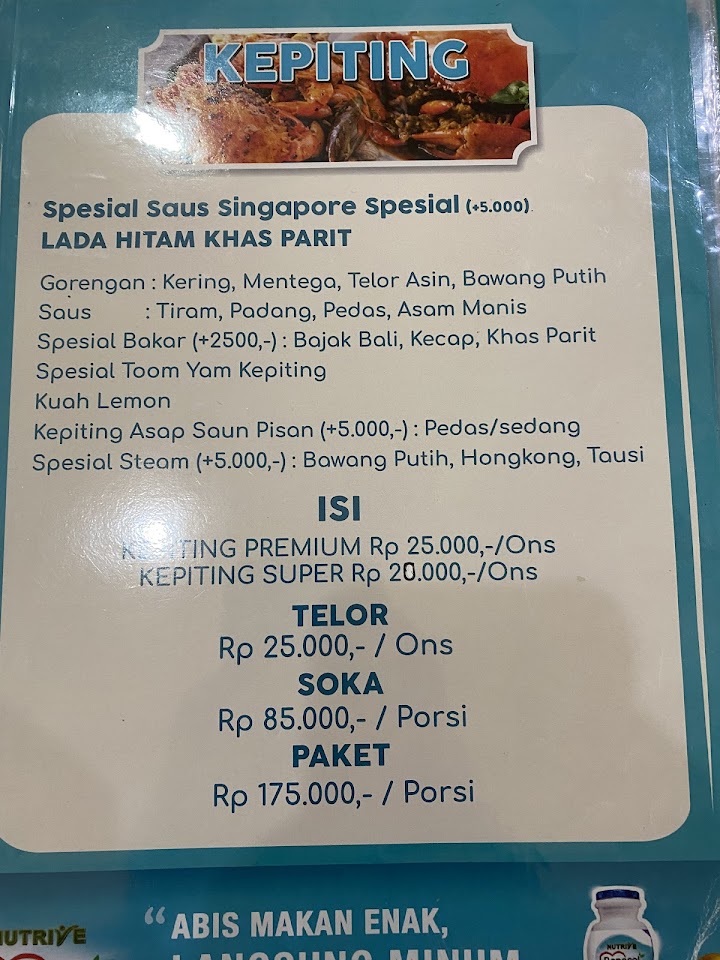 KEPITING
Spesial Saus Singapore Spesial (+5.000)
LADA HITAM KHAS PARIT
Gorengan : Kering, Mentega, Telor Asin, Bawang Putih
Saus : Tiram, Padang, Pedas, Asam Manis
Spesial Bakar (+2500,-) : Bajak Bali, Kecap, Khas Parit
Spesial Toom Yam Kepiting
Kuah Lemon
Kepiting Asap Saun Pisan (+5.000,-) : Pedas/sedang
Spesial Steam (+5.000,-) : Bawang Putih, Hongkong, Tausi
ISI
KEPITING PREMIUM Rp 25.000,-/Ons
KEPITING SUPER Rp 20.000,-/Ons
TELOR
Rp 25.000,- / Ons
SOKA
Rp 85.000,- / Porsi
PAKET
Rp 175.000,- / Porsi
NUTRIVE
“ABIS MAKAN ENAK,
LANGSUNG MINUM
NUTRIVE